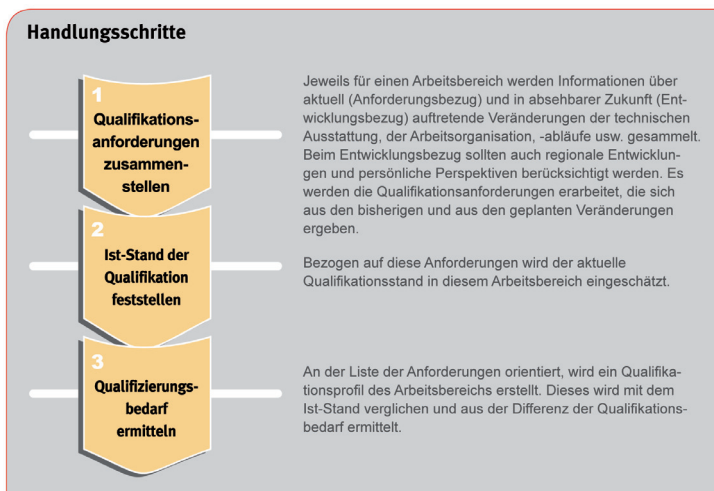 Handlungsschritte
1
Qualifikations-
anforderungen
zusammen-
stellen
Jeweils für einen Arbeitsbereich werden Informationen über
aktuell (Anforderungsbezug) und in absehbarer Zukunft (Ent-
wicklungsbezug) auftretende Veränderungen der technischen
Ausstattung, der Arbeitsorganisation, -abläufe usw. gesammelt.
Beim Entwicklungsbezug sollten auch regionale Entwicklun-
gen und persönliche Perspektiven berücksichtigt werden. Es
werden die Qualifikationsanforderungen erarbeitet, die sich
aus den bisherigen und aus den geplanten Veränderungen
ergeben.
2
Ist-Stand der
Qualifikation
feststellen
Bezogen auf diese Anforderungen wird der aktuelle
Qualifikationsstand in diesem Arbeitsbereich eingeschätzt.
3
Qualifizierungs-
bedarf
ermitteln
An der Liste der Anforderungen orientiert, wird ein Qualifika-
tionsprofil des Arbeitsbereichs erstellt. Dieses wird mit dem
Ist-Stand verglichen und aus der Differenz der Qualifikations-
bedarf ermittelt.